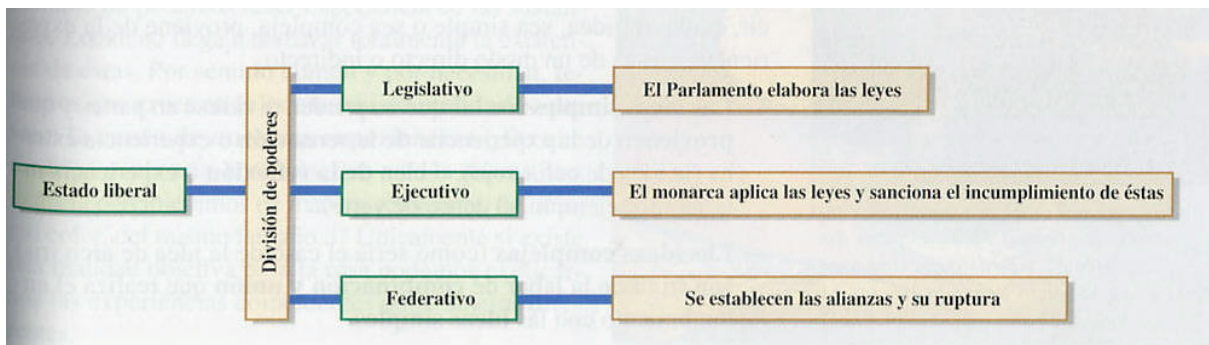 Estado liberal
División de poderes
Legislativo
El Parlamento elabora las leyes
Ejecutivo
El monarca aplica las leyes y sanciona el incumplimiento de éstas
Federativo
Se establecen las alianzas y su ruptura